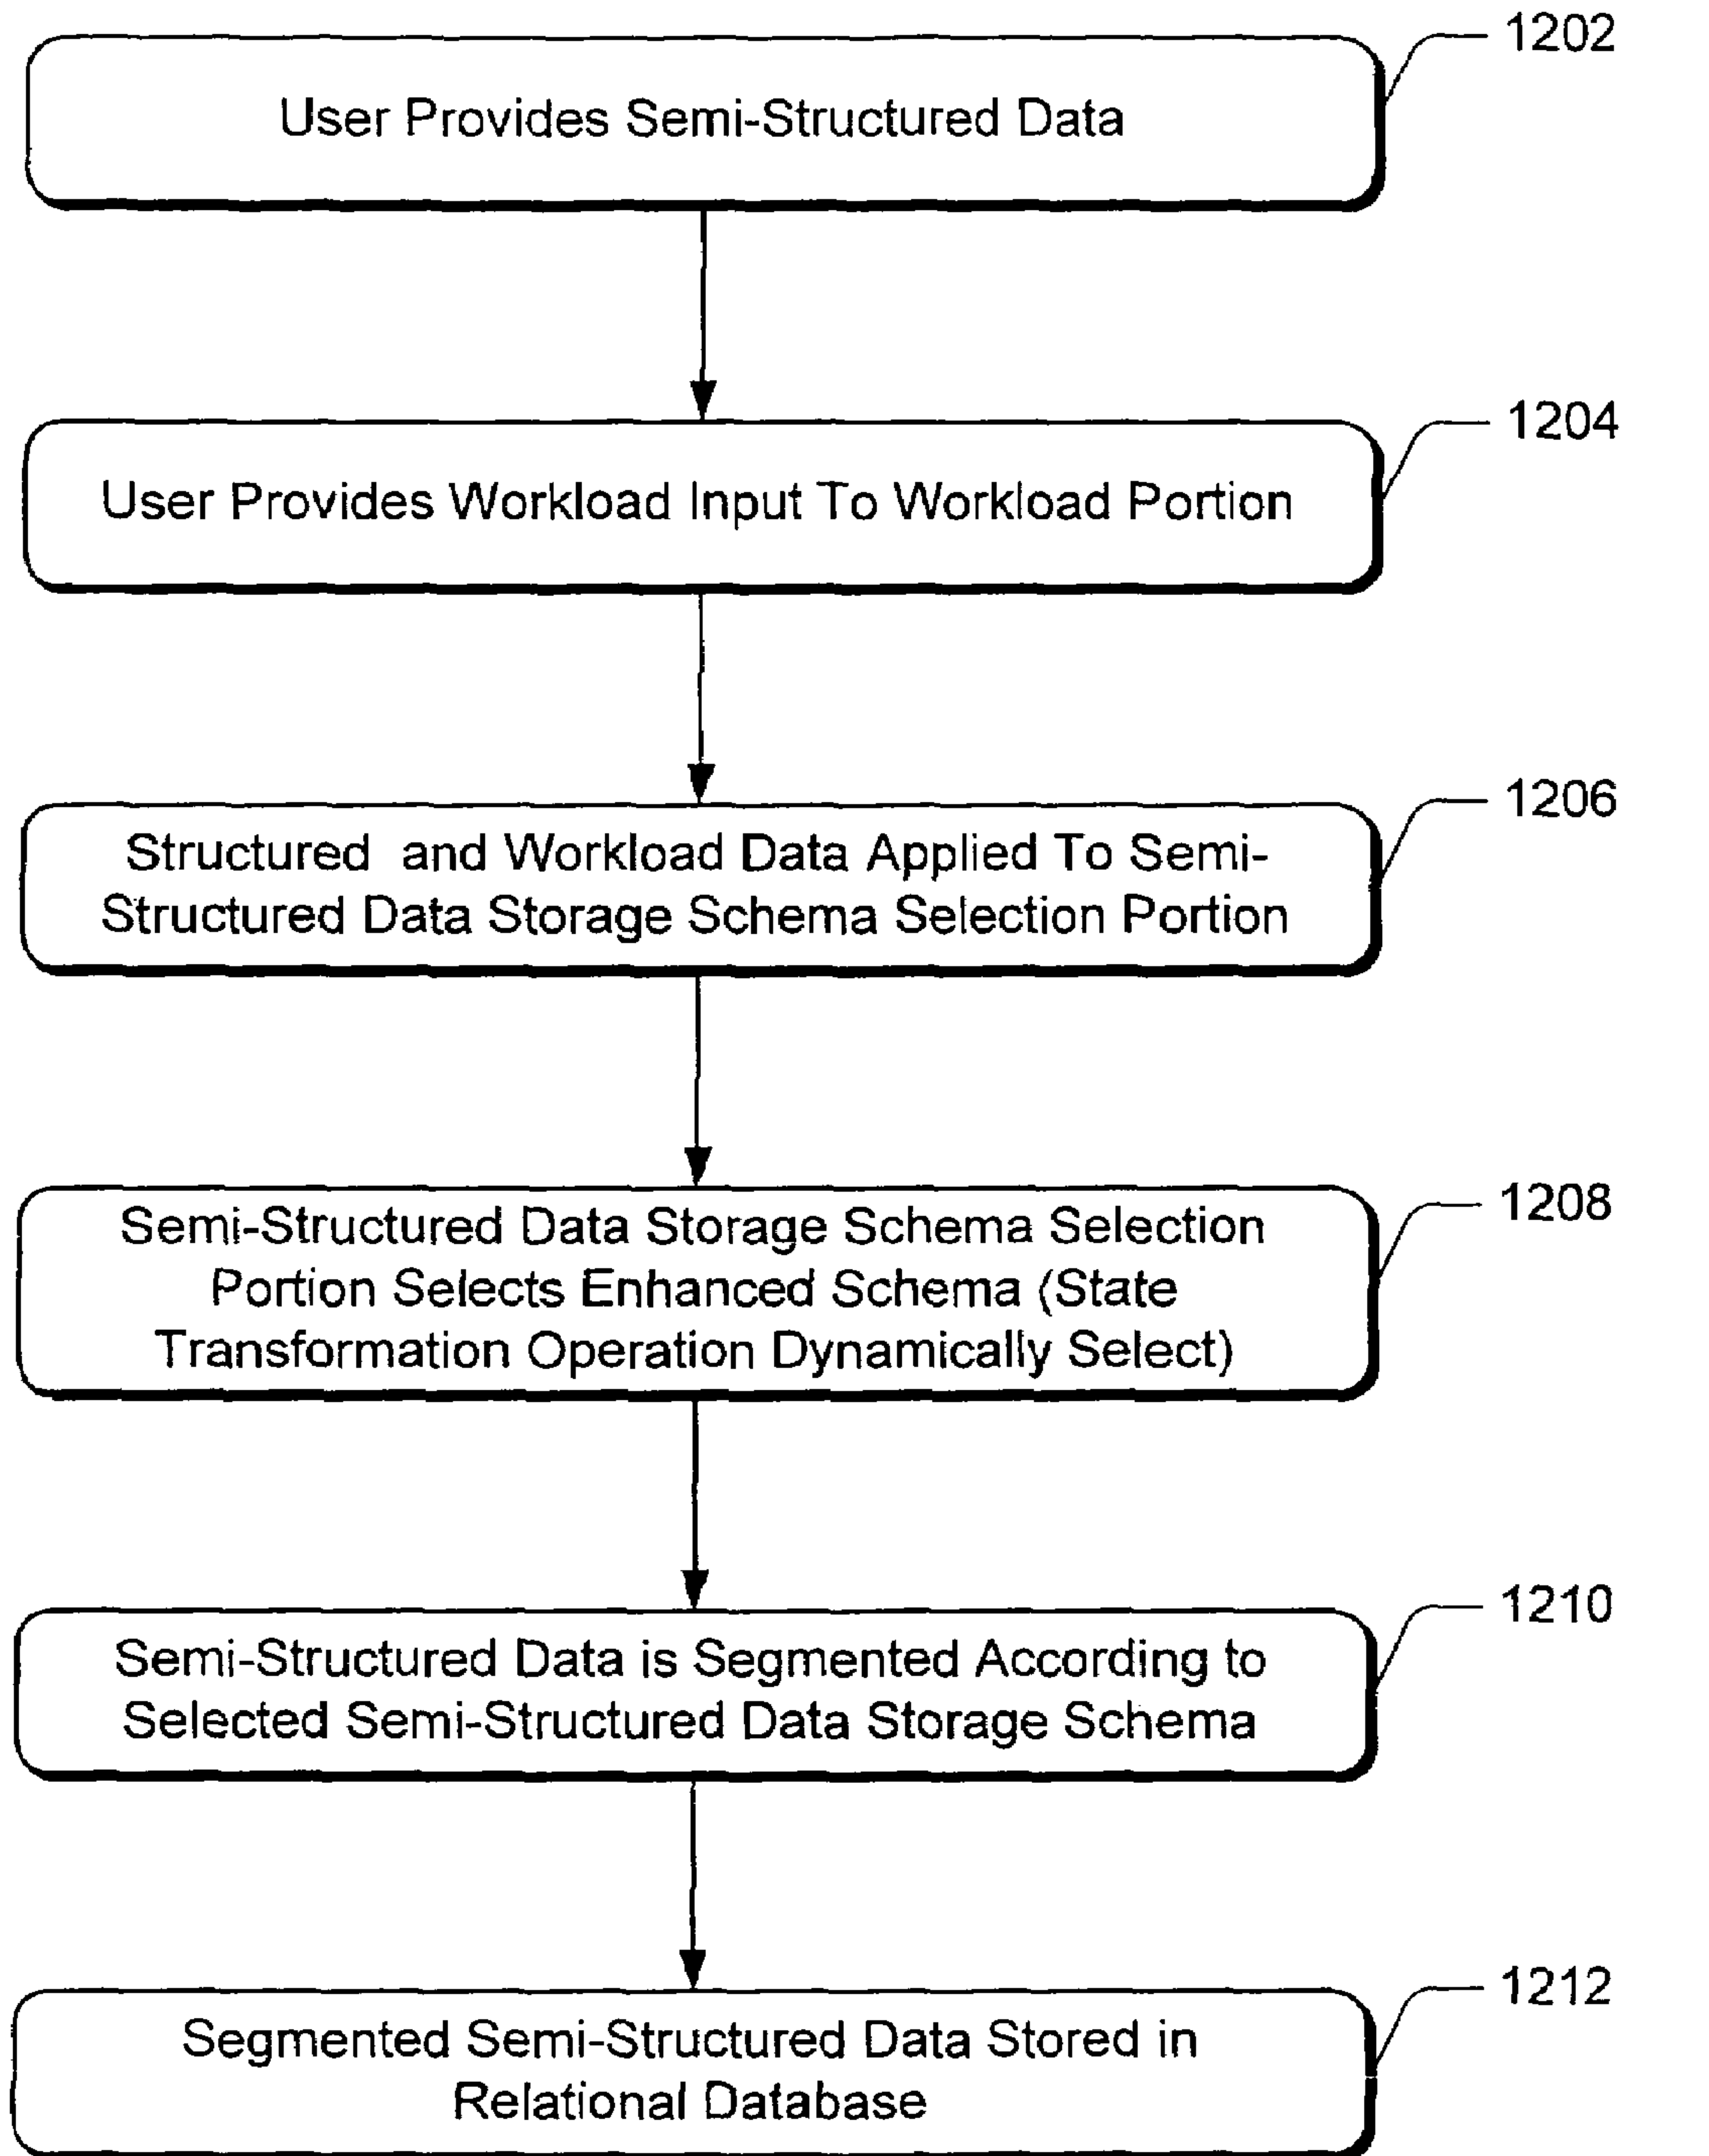 1202
User Provides Semi-Structured Data
1204
User Provides Workload Input To Workload Portion
1206
Structured and Workload Data Applied To Semi-
Structured Data Storage Schema Selection Portion
1208
Semi-Structured Data Storage Schema Selection
Portion Selects Enhanced Schema (State
Transformation Operation Dynamically Select)
1210
Semi-Structured Data is Segmented According to
Selected Semi-Structured Data Storage Schema
1212
Segmented Semi-Structured Data Stored in
Relational Database